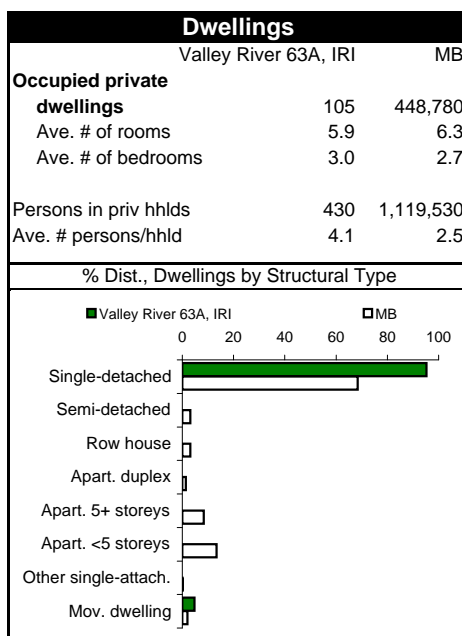 Dwellings
Valley River 63A, IRI MB
Occupied private
dwellings 105 448,780
Ave. # of rooms 5.9 6.3
Ave. # of bedrooms 3.0 2.7
Persons in priv hhlds 430 1,119,530
Ave. # persons/hhld 4.1 2.5
% Dist., Dwellings by Structural Type
Valley River 63A, IRI MB
0 20 40 60 80 100
Single-detached
Semi-detached
Row house
Apart. duplex
Apart. 5+ storeys
Apart. <5 storeys
Other single-attach.
Mov. dwelling